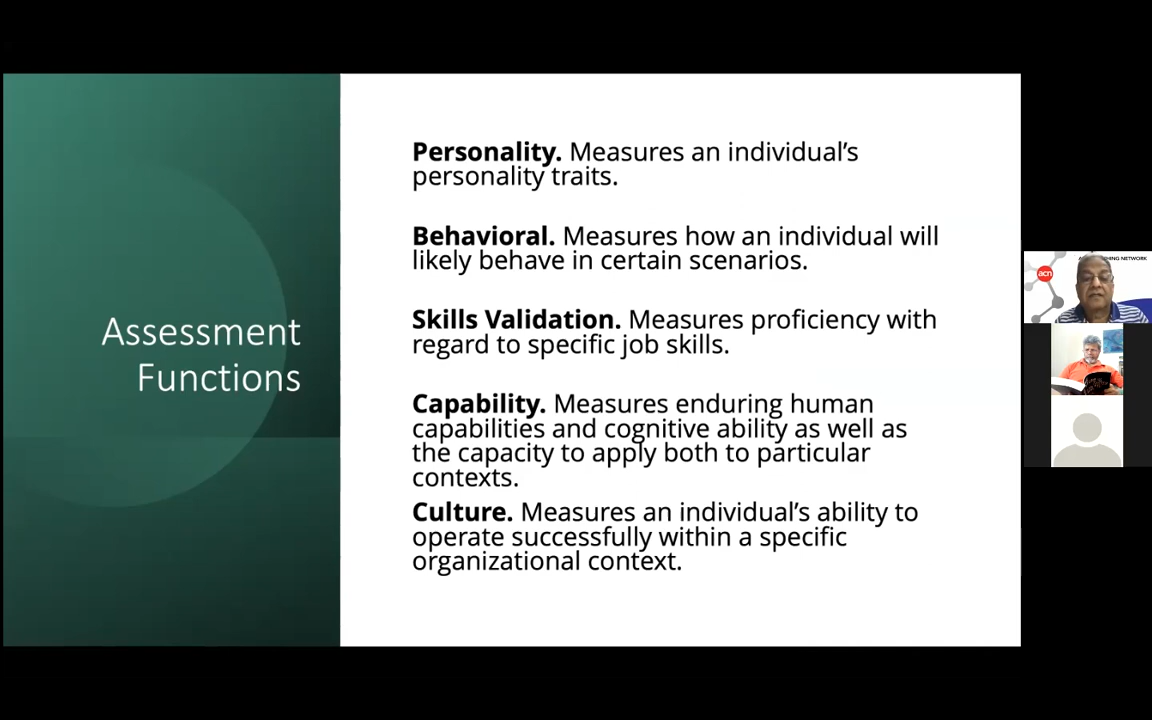 Assessment
Functions
Personality. Measures an individual’s
personality traits.
Behavioral. Measures how an individual will
likely behave in certain scenarios.
Skills Validation. Measures proficiency with
regard to specific job skills.
Capability. Measures enduring human
capabilities and cognitive ability as well as
the capacity to apply both to particular
contexts.
Culture. Measures an individual’s ability to
operate successfully within a specific
organizational context.
acn
NETWORK